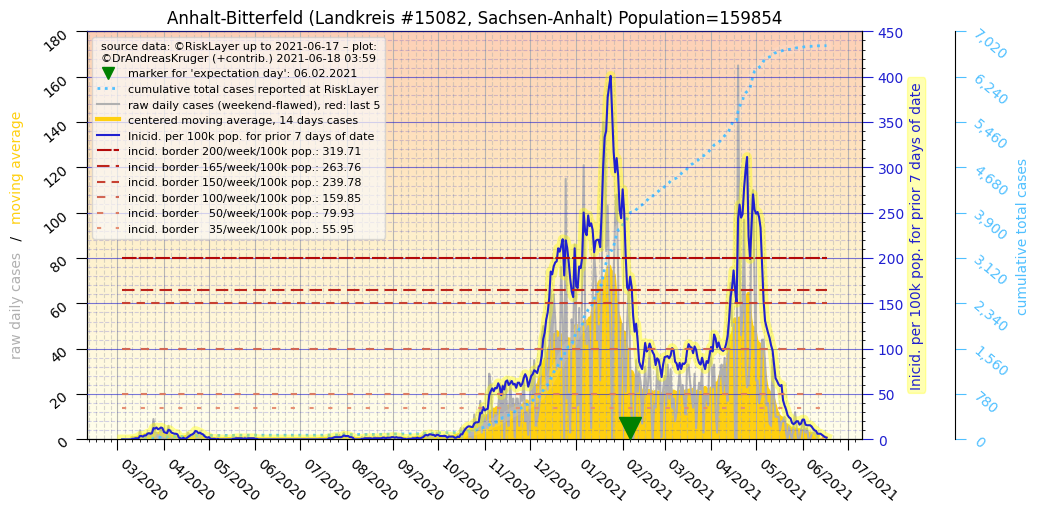 Anhalt-Bitterfeld (Landkreis #15082, Sachsen-Anhalt) Population=159854
source data: ©RiskLayer up to 2021-06-17 – plot:
©DrAndreasKruger (+contrib.) 2021-06-18 03:59
marker for 'expectation day': 06.02.2021
cumulative total cases reported at RiskLayer
raw daily cases (weekend-flawed), red: last 5
centered moving average, 14 days cases
Inicid. per 100k pop. for prior 7 days of date
incid. border 200/week/100k pop.: 319.71
incid. border 165/week/100k pop.: 263.76
incid. border 150/week/100k pop.: 239.78
incid. border 100/week/100k pop.: 159.85
incid. border   50/week/100k pop.: 79.93
incid. border   35/week/100k pop.: 55.95
raw daily cases / moving average
180
160
140
120
100
80
60
40
20
0
450
400
350
300
250
200
150
100
50
0
Inicid. per 100k pop. for prior 7 days of date
7,020
6,240
5,460
4,680
3,900
3,120
2,340
1,560
780
0
cumulative total cases
03/2020
04/2020
05/2020
06/2020
07/2020
08/2020
09/2020
10/2020
11/2020
12/2020
01/2021
02/2021
03/2021
04/2021
05/2021
06/2021
07/2021